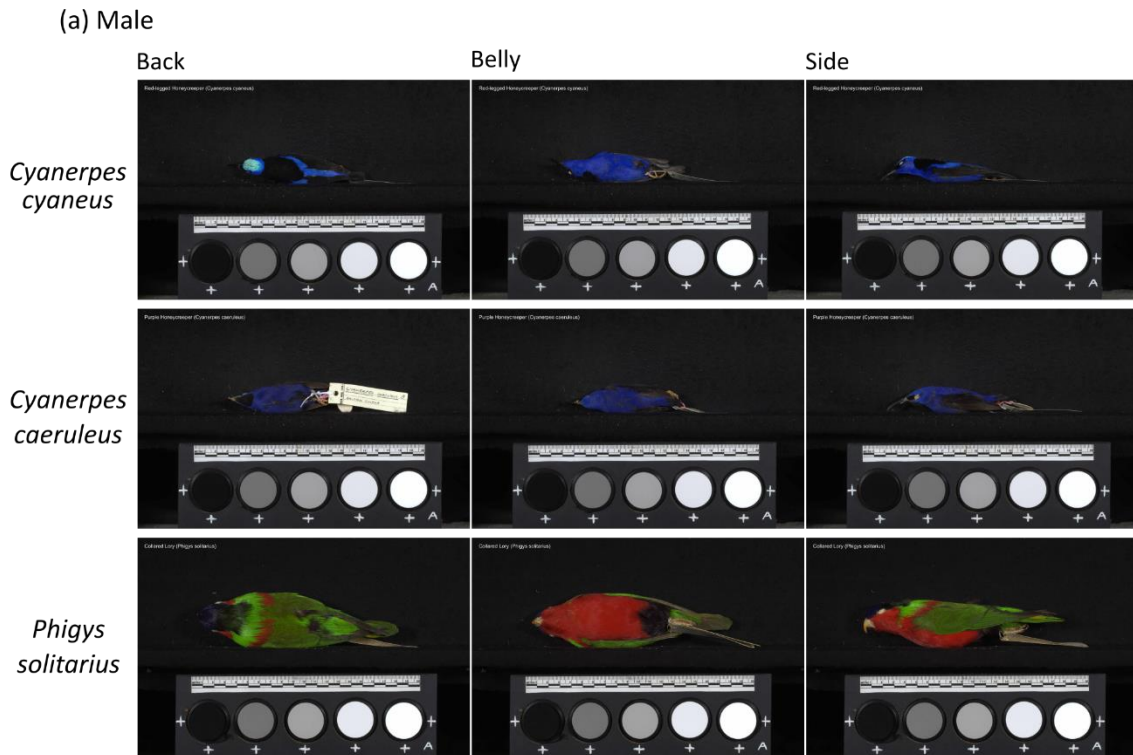 (a) Male
Back
Belly
Side
Cyanerpes
cyaneus
Red-legged Honeycreeper (Cyanerpes cyaneus)
Red-legged Honeycreeper (Cyanerpes cyaneus)
Red-legged Honeycreeper (Cyanerpes cyaneus)
A
A
A
Cyanerpes
caeruleus
Purple Honeycreeper (Cyanerpes caeruleus)
Purple Honeycreeper (Cyanerpes caeruleus)
Purple Honeycreeper (Cyanerpes caeruleus)
A
A
A
Phigys
solitarius
Collared Lory (Phigys solitarius)
Collared Lory (Phigys solitarius)
Collared Lory (Phigys solitarius)
A
A
A